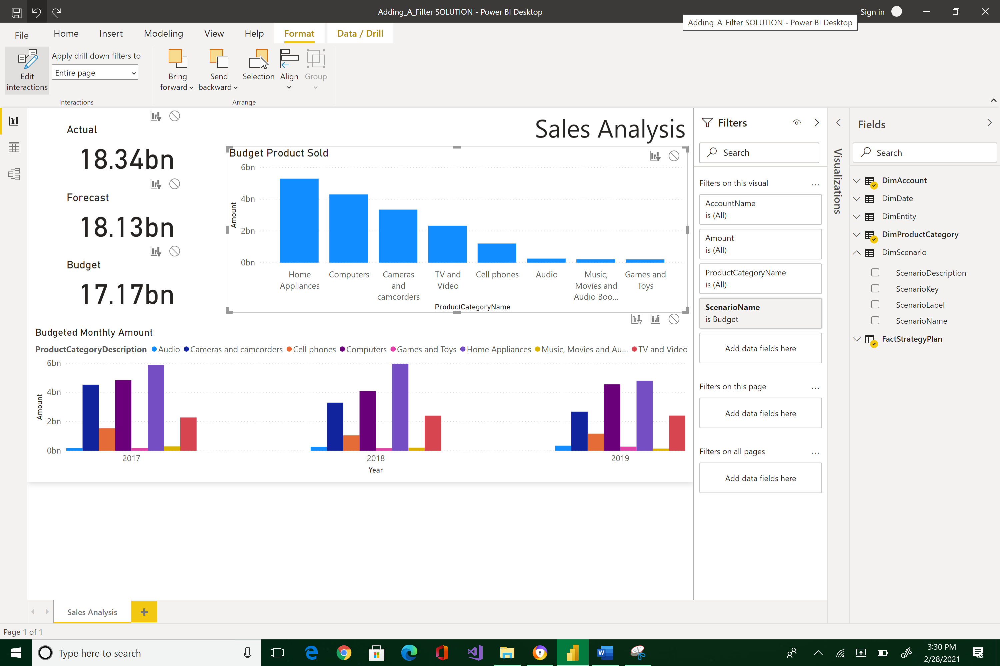 Adding_A_Filter SOLUTION - Power BI Desktop
Sign in
Adding_A_Filter SOLUTION - Power BI Desktop
File
Home
Insert
Modeling
View
Help
Format
Data / Drill
Edit
interactions
Apply drill down filters to
Entire page
Interactions
Bring
forward
Send
backward
Selection
Align
Group
Arrange
Sales Analysis
Actual
18.34bn
Forecast
18.13bn
Budget
17.17bn
Budget Product Sold
Amount
6bn
4bn
2bn
0bn
Home
Appliances
Computers
Cameras
and
camcorders
TV and
Video
Cell phones
Audio
Music,
Movies and
Audio Boo...
Games and
Toys
ProductCategoryName
Budgeted Monthly Amount
ProductCategoryDescription Audio Cameras and camcorders Cell phones Computers Games and Toys Home Appliances Music, Movies and Au... TV and Video
Amount
6bn
4bn
2bn
0bn
2017
2018
2019
Year
Filters
Search
Filters on this visual
...
AccountName
is (All)
Amount
is (All)
ProductCategoryName
is (All)
ScenarioName
is Budget
Add data fields here
Filters on this page
...
Add data fields here
Filters on all pages
...
Add data fields here
Visualizations
Fields
Search
DimAccount
DimDate
DimEntity
DimProductCategory
DimScenario
ScenarioDescription
ScenarioKey
ScenarioLabel
ScenarioName
FactStrategyPlan
Sales Analysis
Page 1 of 1
Type here to search
W
3:30 PM
2/28/2021